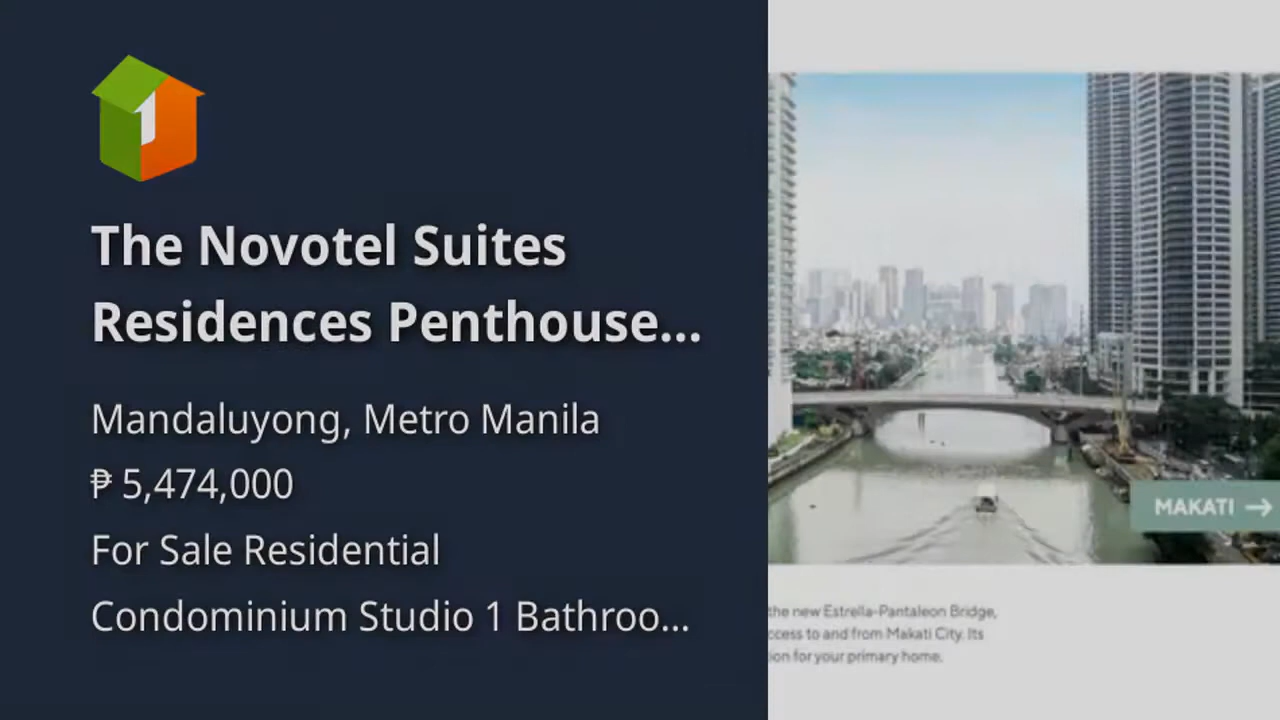 The Novotel Suites
Residences Penthouse...
Mandaluyong, Metro Manila
₱ 5,474,000
For Sale Residential
Condominium Studio 1 Bathroo...
MAKATI →
the new Estrella-Pantaleon Bridge,
ccess to and from Makati City. Its
ion for your primary home.